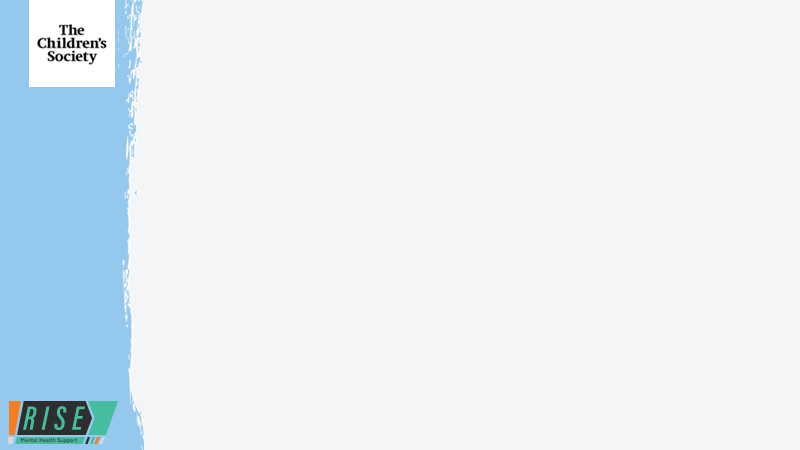 The
Children's
Society
RISE
Mental Health Support